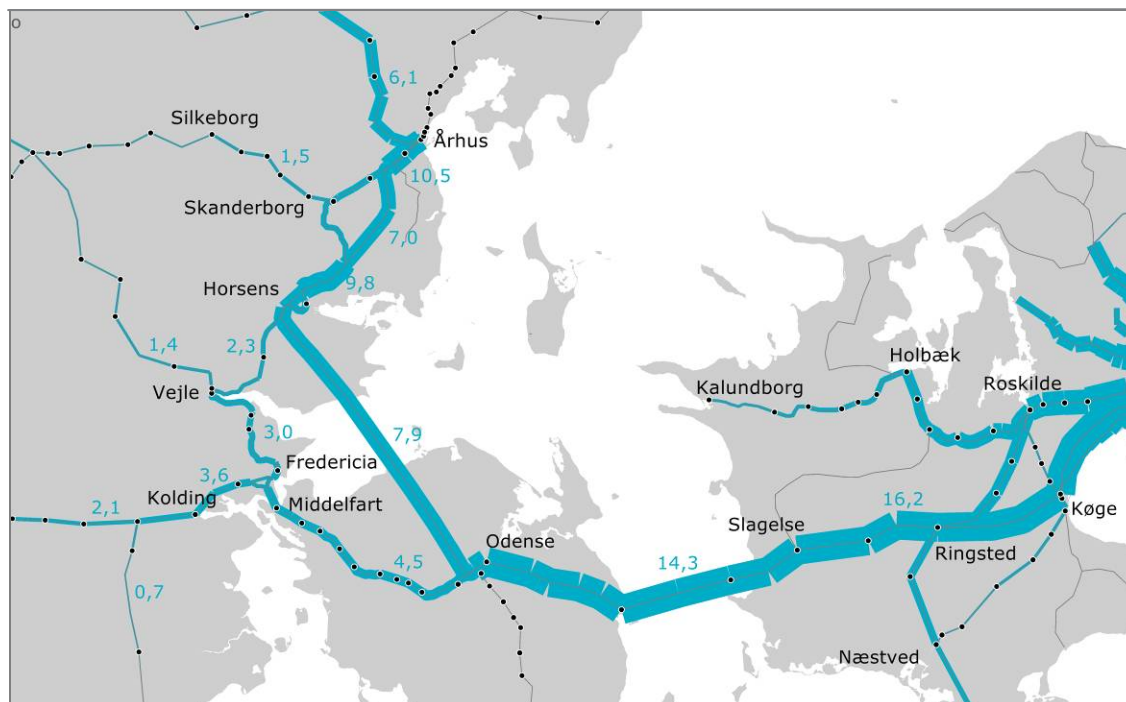 o
6,1
Silkeborg
Århus
1,5
10,5
Skanderborg
7,0
Horsens
9,8
1,4
2,3
Holbæk
Vejle
Kalundborg
Roskilde
3,0
7,9
Fredericia
3,6
Kolding
Middelfart
2,1
16,2
Køge
Slagelse
Odense
Ringsted
4,5
14,3
0,7
Næstved